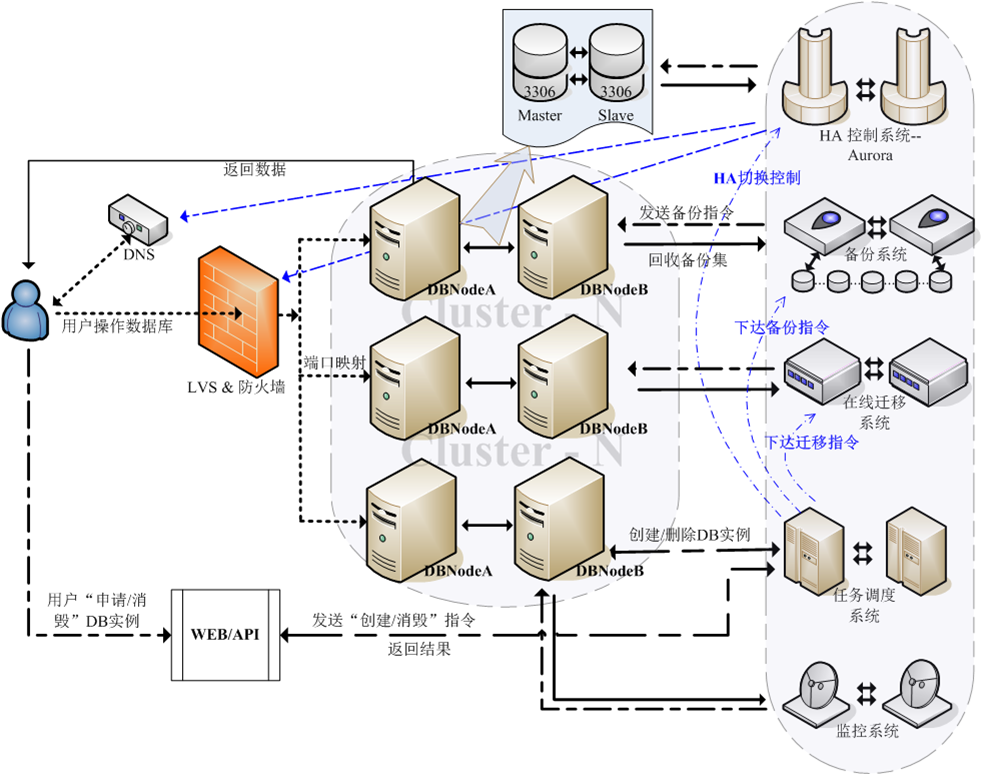 3306
3306
Master
Slave
HA 控制系统--
Aurora
返回数据
HA切换控制
DNS
发送备份指令
回收备份集
备份系统
DBNodeA
DBNodeB
Cluster - N
用户操作数据库
下达备份指令
端口映射
LVS & 防火墙
在线迁移
系统
DBNodeA
DBNodeB
下达迁移指令
Cluster - N
创建/删除DB实例
DBNodeA
DBNodeB
任务调度
系统
用户“申请/消
毁”DB实例
WEB/API
发送“创建/消毁”指令
返回结果
监控系统